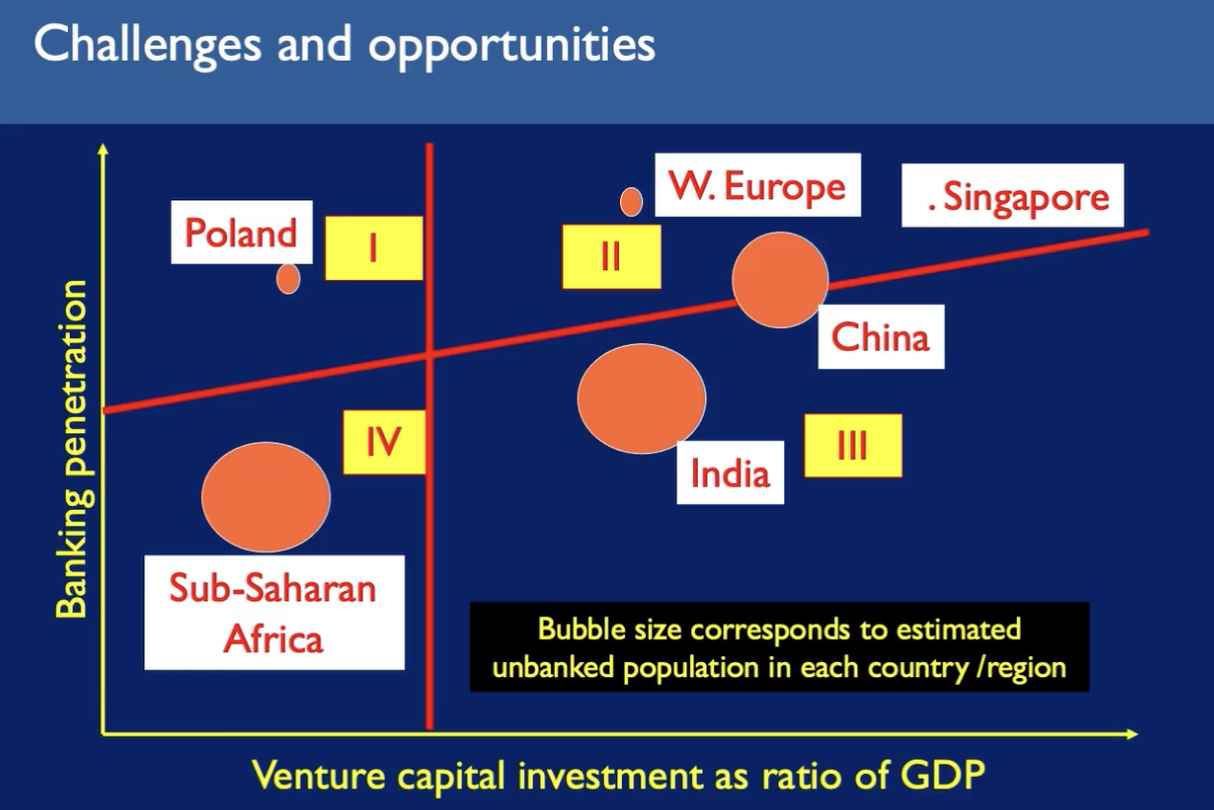 Challenges and opportunities
W. Europe
. Singapore
Poland
I
II
China
Banking penetration
IV
III
India
Sub-Saharan
Africa
Bubble size corresponds to estimated
unbanked population in each country /region
Venture capital investment as ratio of GDP